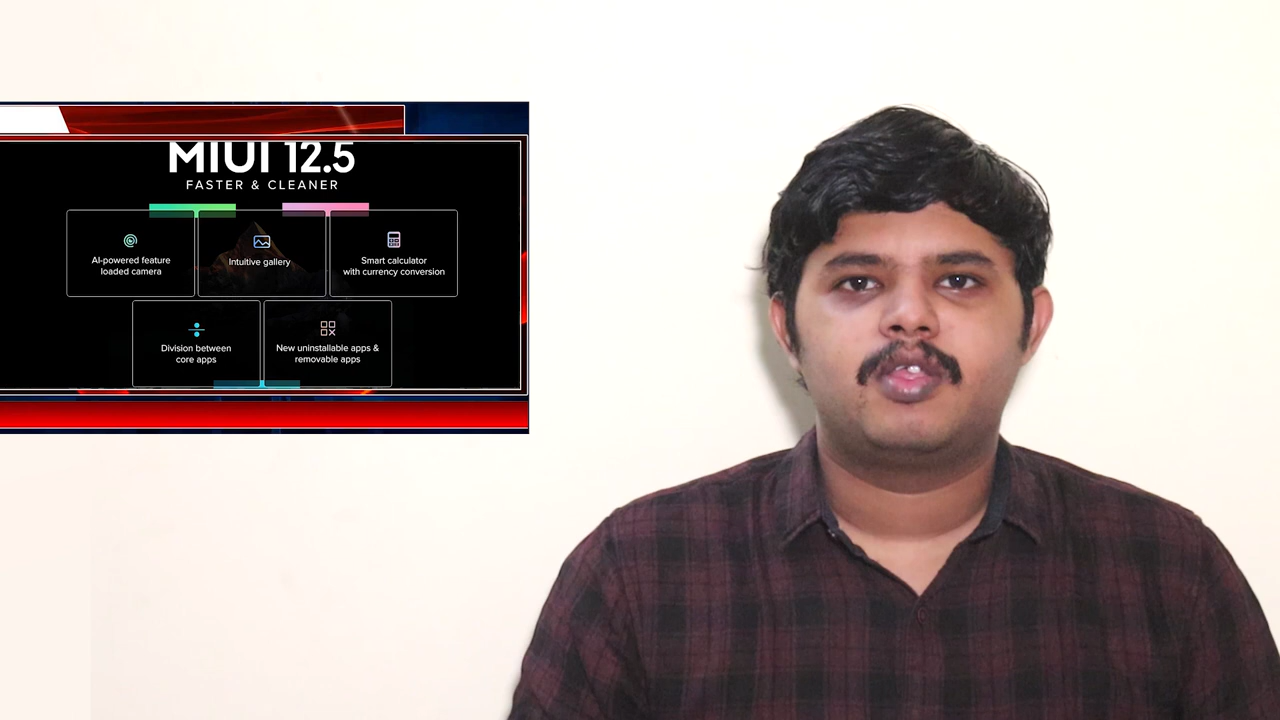 MIUI 12.5
FASTER & CLEANER
AI-powered feature
loaded camera
Intuitive gallery
Smart calculator
with currency conversion
Division between
core apps
New uninstallable apps &
removable apps